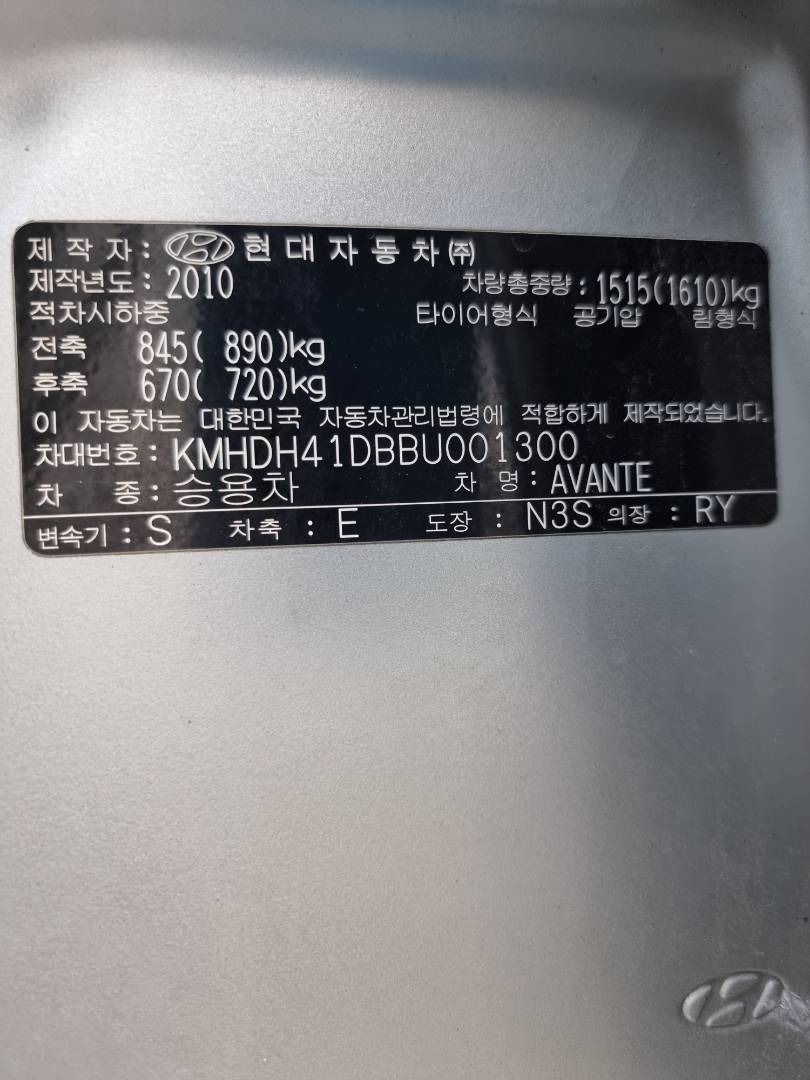 제 작 자 : 현 대 자 동 차 (주)
제작년도 : 2010 차량총중량 : 1515(1610)kg
적차시하중 타이어형식 공기압 림형식
전축 845( 890)kg
후축 670( 720)kg
이 자동차는 대한민국 자동차관리법령에 적합하게 제작되었습니다.
차대번호 : KMHDH41DBBU001300
차 종 : 승용차 차 명 : AVANTE
변속기 : S 차축 : E 도장 : N3S 의장 : RY